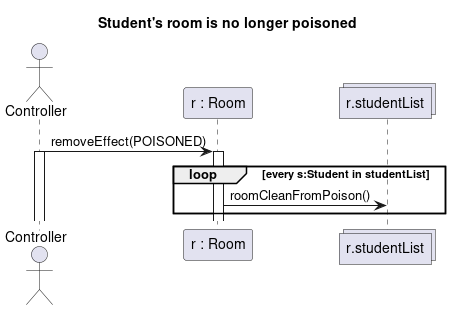 Student's room is no longer poisoned
Controller
r : Room
r.studentList
removeEffect(POISONED)
loop
[every s:Student in studentList]
roomCleanFromPoison()
Controller
r : Room
r.studentList